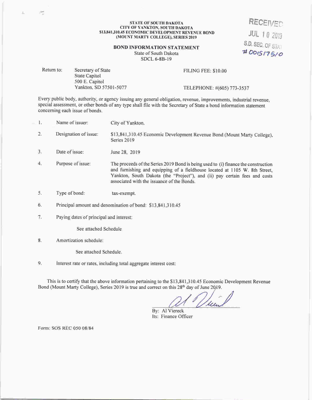 STATE OF SOUTH DAKOTA
CITY OF YANKTON, SOUTH DAKOTA
$13,841,310.45 ECONOMIC DEVELOPMENT REVENUE BOND
(MOUNT MARTY COLLEGE), SERIES 2019
RECEIVED
JUL 18 2019
S.D. SEC. OF STATE
BOND INFORMATION STATEMENT
State of South Dakota
SDCL 6-8B-19
Return to: Secretary of State FILING FEE: $10.00
State Capitol
500 E. Capitol
Yankton, SD 57501-5077 TELEPHONE: #(605) 773-3537
Every public body, authority, or agency issuing any general obligation, revenue, improvements, industrial revenue,
special assessment, or other bonds of any type shall file with the Secretary of State a bond information statement
concerning each issue of bonds.
1. Name of issuer: City of Yankton.
2. Designation of issue: $13,841,310.45 Economic Development Revenue Bond (Mount Marty College),
Series 2019
3. Date of issue: June 28, 2019
4. Purpose of issue: The proceeds of the Series 2019 Bond is being used to (i) finance the construction
and furnishing and equipping of a fieldhouse located at 1105 W. 8th Street,
Yankton, South Dakota (the "Project"), and (ii) pay certain fees and costs
associated with the issuance of the Bonds.
5. Type of bond: tax-exempt.
6. Principal amount and denomination of bond: $13,841,310.45
7. Paying dates of principal and interest:
See attached Schedule
8. Amortization schedule:
See attached Schedule.
9. Interest rate or rates, including total aggregate interest cost:
This is to certify that the above information pertaining to the $13,841,310.45 Economic Development Revenue
Bond (Mount Marty College), Series 2019 is true and correct on this 28th day of June 2019.
Al Viereck
By: Al Viereck
Its: Finance Officer
Form: SOS REC 050 08/84